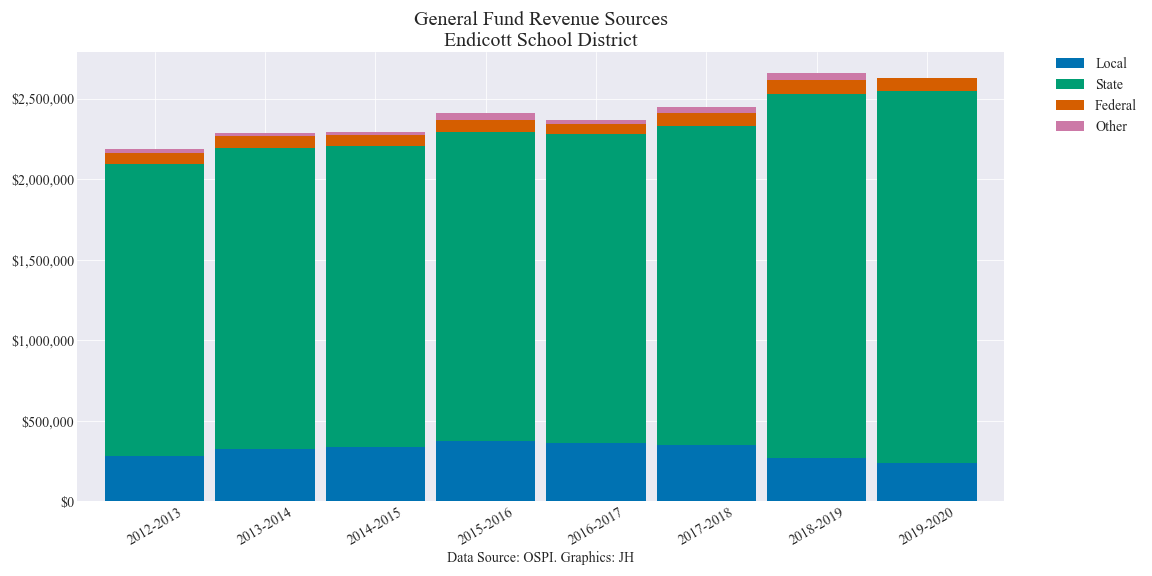 General Fund Revenue Sources
Endicott School District
Local
State
Federal
Other
$2,500,000
$2,000,000
$1,500,000
$1,000,000
$500,000
$0
2012-2013
2013-2014
2014-2015
2015-2016
2016-2017
2017-2018
2018-2019
2019-2020
Data Source: OSPI. Graphics: JH